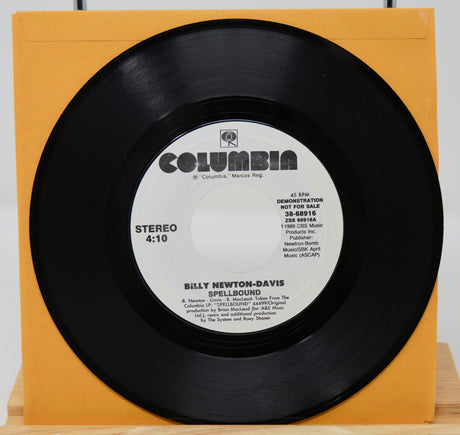 COLUMBIA
® "Columbia," Marcas Reg.
45 RPM
DEMONSTRATION
NOT FOR SALE
38-68916
ZSS 68916A
℗1989 CBS Music
Products Inc.
Publisher:
Newtron-Bomb
Music/SBK April
Music (ASCAP)
STEREO
4:10
BILLY NEWTON-DAVIS
SPELLBOUND
-B. Newton - Davis - B. MacLeod- Taken From The
Columbia LP: "SPELLBOUND" 44499/Original
production by Brian MacLeod (for A&E Music
Ltd.), remix and additional production
by The System and Roey Shamir